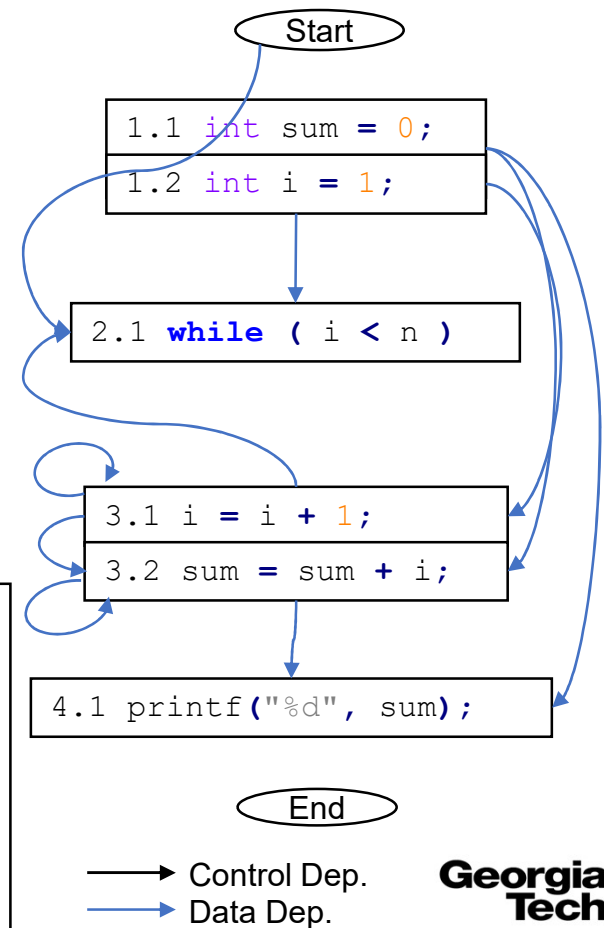 Start
1.1 int sum = 0;
1.2 int i = 1;
2.1 while ( i < n )
3.1 i = i + 1;
3.2 sum = sum + i;
4.1 printf("%d", sum);
End
Control Dep.
Data Dep.
Georgia
Tech